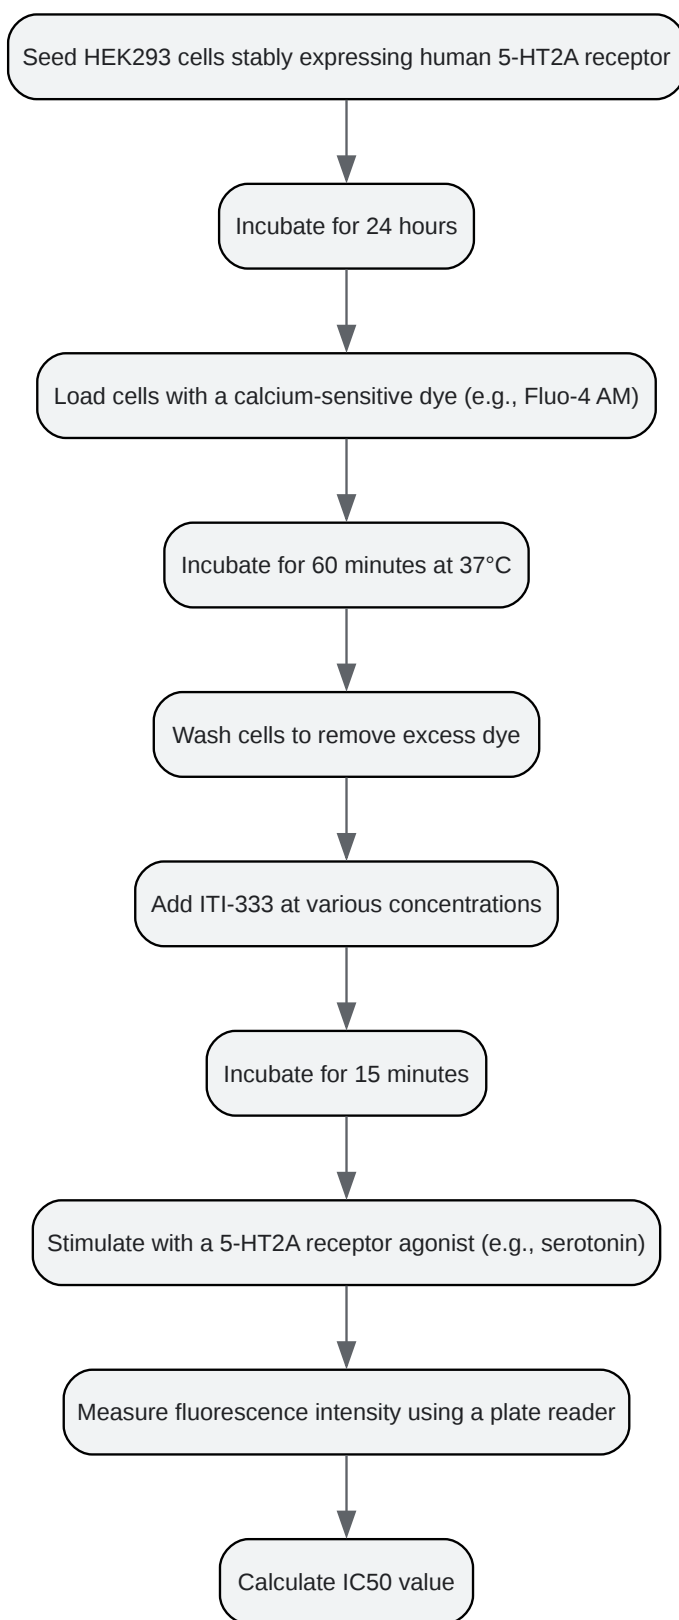 Seed HEK293 cells stably expressing human 5-HT2A receptor
Incubate for 24 hours
Load cells with a calcium-sensitive dye (e.g., Fluo-4 AM)
Incubate for 60 minutes at 37°C
Wash cells to remove excess dye
Add ITI-333 at various concentrations
Incubate for 15 minutes
Stimulate with a 5-HT2A receptor agonist (e.g., serotonin)
Measure fluorescence intensity using a plate reader
Calculate IC50 value